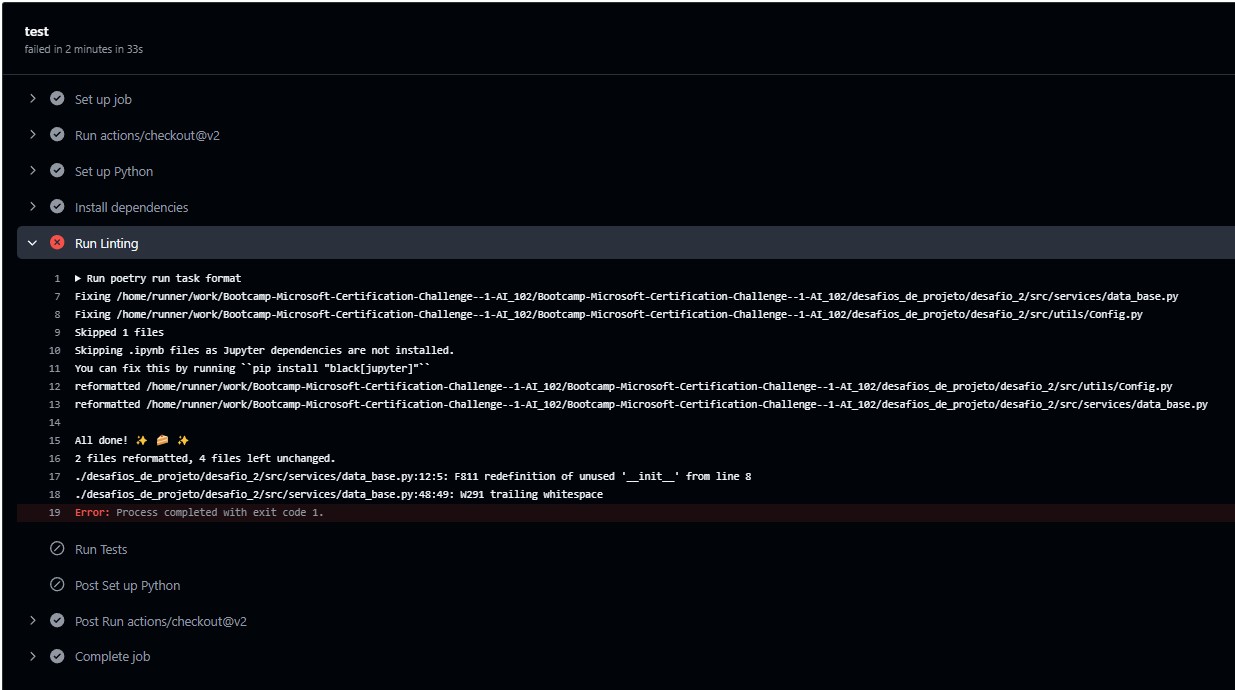 test
failed in 2 minutes in 33s
Set up job
Run actions/checkout@v2
Set up Python
Install dependencies
Run Linting
1 ▶ Run poetry run task format
7 Fixing /home/runner/work/Bootcamp-Microsoft-Certification-Challenge--1-AI_102/Bootcamp-Microsoft-Certification-Challenge--1-AI_102/desafios_de_projeto/desafio_2/src/services/data_base.py
8 Fixing /home/runner/work/Bootcamp-Microsoft-Certification-Challenge--1-AI_102/Bootcamp-Microsoft-Certification-Challenge--1-AI_102/desafios_de_projeto/desafio_2/src/utils/Config.py
9 Skipped 1 files
10 Skipping .ipynb files as Jupyter dependencies are not installed.
11 You can fix this by running ``pip install "black[jupyter]"``
12 reformatted /home/runner/work/Bootcamp-Microsoft-Certification-Challenge--1-AI_102/Bootcamp-Microsoft-Certification-Challenge--1-AI_102/desafios_de_projeto/desafio_2/src/utils/Config.py
13 reformatted /home/runner/work/Bootcamp-Microsoft-Certification-Challenge--1-AI_102/Bootcamp-Microsoft-Certification-Challenge--1-AI_102/desafios_de_projeto/desafio_2/src/services/data_base.py
14
15 All done! ✨ 🍰 ✨
16 2 files reformatted, 4 files left unchanged.
17 ./desafios_de_projeto/desafio_2/src/services/data_base.py:12:5: F811 redefinition of unused '__init__' from line 8
18 ./desafios_de_projeto/desafio_2/src/services/data_base.py:48:49: W291 trailing whitespace
19 Error: Process completed with exit code 1.
Run Tests
Post Set up Python
Post Run actions/checkout@v2
Complete job